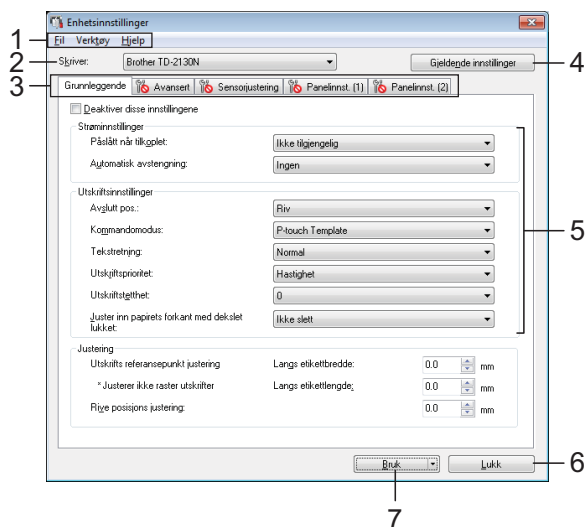 Enhetsinnstillinger
1
Fil Verktøy Hjelp
2
Skriver: Brother TD-2130N Gjeldende innstillinger
4
3
Grunnleggende Avansert Sensorjustering Panelinnst. (1) Panelinnst. (2)
Deaktiver disse innstillingene
Strøminnstillinger
Påslått når tilkoplet: Ikke tilgjengelig
Automatisk avstengning: Ingen
Utskriftsinnstillinger
Avslutt pos.: Riv
5
Kommandomodus: P-touch Template
Tekstretning: Normal
Utskriftsprioritet: Hastighet
Utskriftstetthet: 0
Juster inn papirets forkant med dekslet Ikke slett
lukket:
Justering
Utskrifts referansepunkt justering Langs etikettbredde: 0.0 mm
*Justerer ikke raster utskrifter Langs etikettlengde: 0.0 mm
Rive posisjons justering: 0.0 mm
Bruk Lukk
6
7